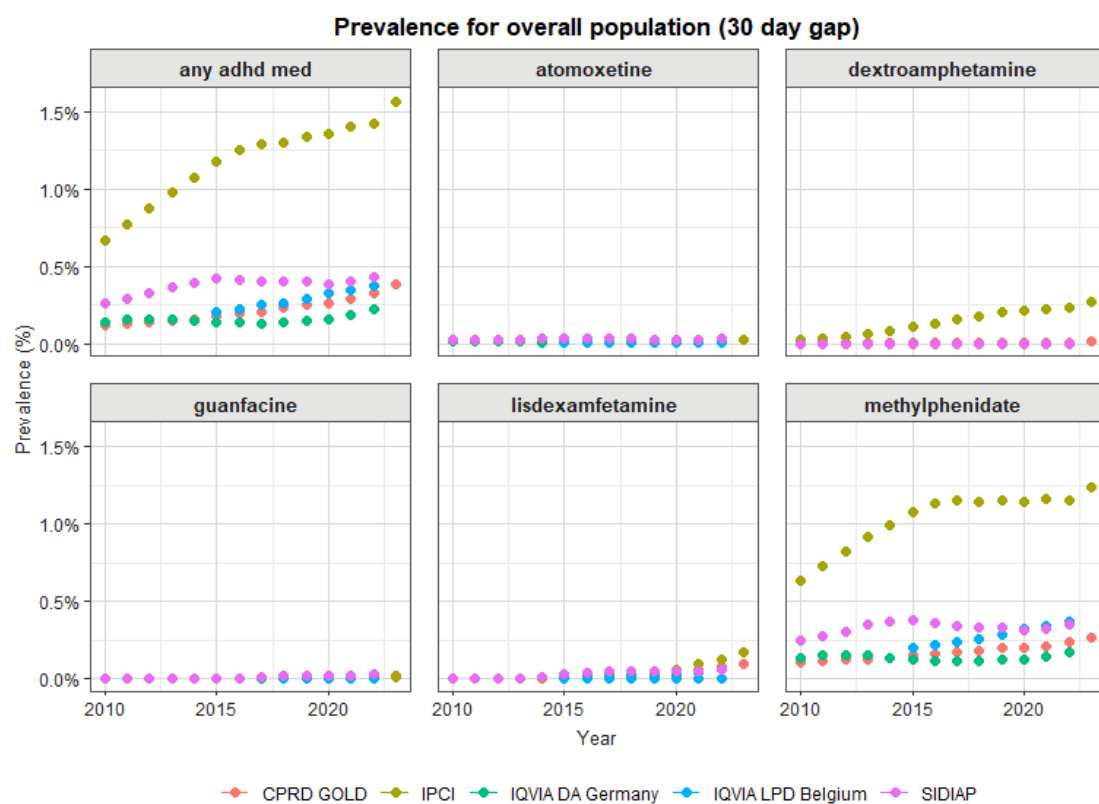 Prevalence for overall population (30 day gap)
any adhd med
atomoxetine
dextroamphetamine
1.5%
1.0%
0.5%
0.0%
Prevalence (%)
guanfacine
lisdexamfetamine
methylphenidate
1.5%
1.0%
0.5%
0.0%
2010 2015 2020
2010 2015 2020
2010 2015 2020
Year
CPRD GOLD IPCI IQVIA DA Germany IQVIA LPD Belgium SIDIAP